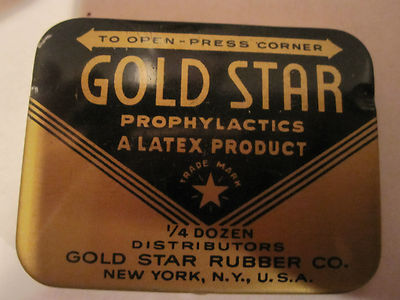 TO OPEN - PRESS CORNER
GOLD STAR
PROPHYLACTICS
A LATEX PRODUCT
TRADE MARK
1/4 DOZEN
DISTRIBUTORS
GOLD STAR RUBBER CO.
NEW YORK, N.Y., U.S.A.